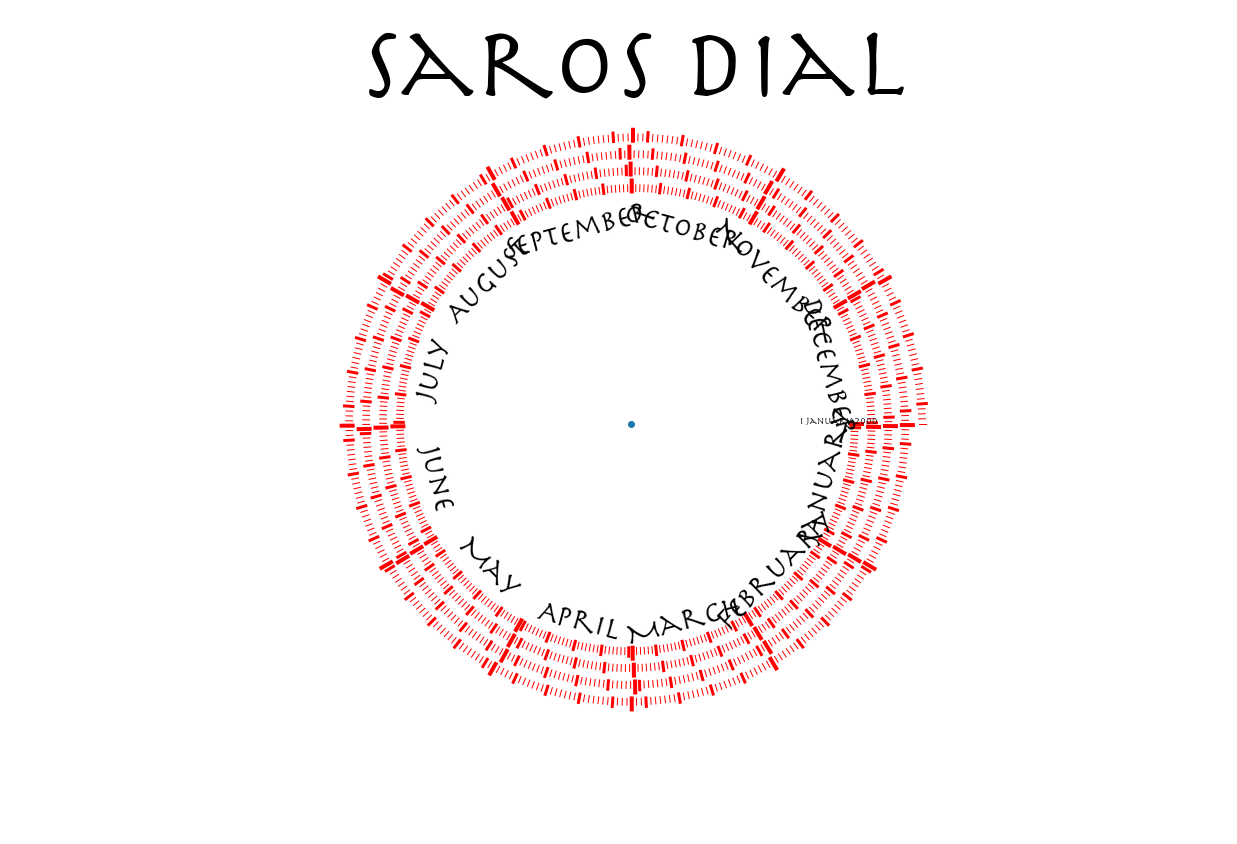 SAROS DIAL
JANUARY
FEBRUARY
MARCH
APRIL
MAY
JUNE
JULY
AUGUST
SEPTEMBER
OCTOBER
NOVEMBER
DECEMBER
1 JANUARY 2000